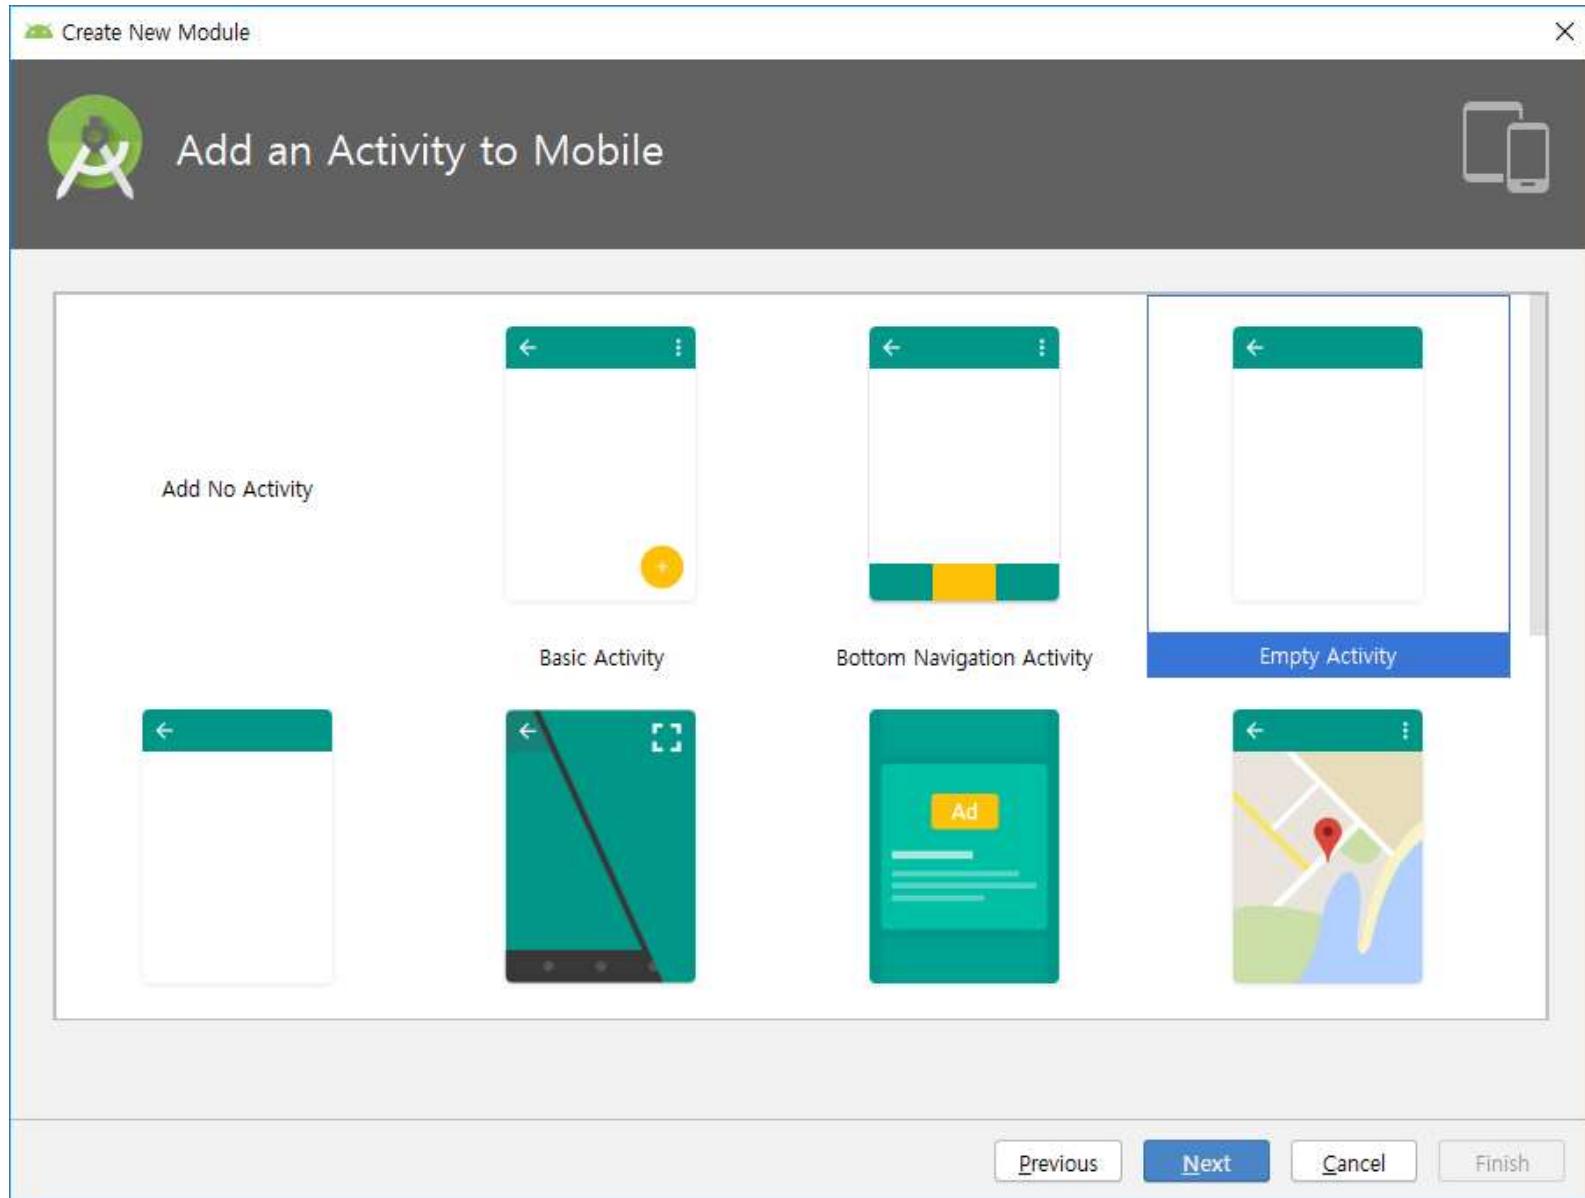 Create New Module
Add an Activity to Mobile
Add No Activity
Basic Activity
Bottom Navigation Activity
Empty Activity
Ad
Previous
Next
Cancel
Finish